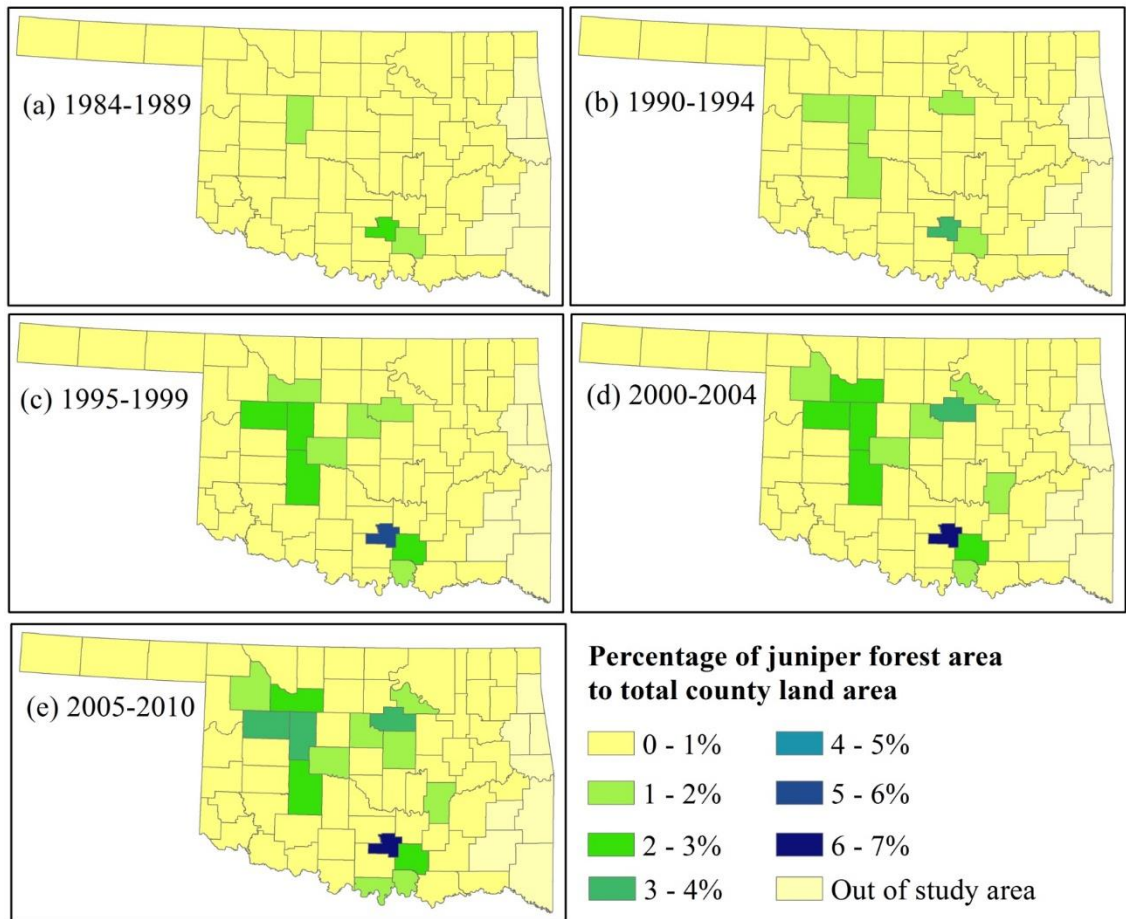 (a) 1984-1989
(b) 1990-1994
(c) 1995-1999
(d) 2000-2004
(e) 2005-2010
Percentage of juniper forest area
to total county land area
0 - 1%
1 - 2%
2 - 3%
3 - 4%
4 - 5%
5 - 6%
6 - 7%
Out of study area